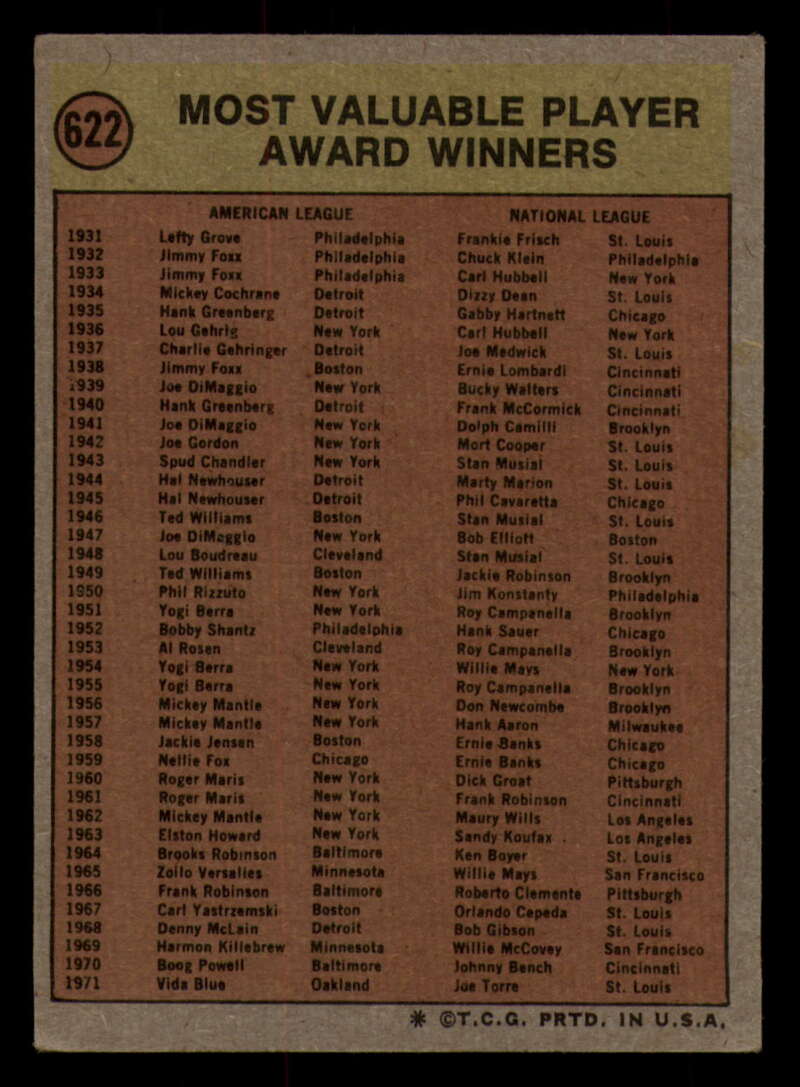 622
MOST VALUABLE PLAYER
AWARD WINNERS
AMERICAN LEAGUE NATIONAL LEAGUE
1931 Lefty Grove Philadelphia Frankie Frisch St. Louis
1932 Jimmy Foxx Philadelphia Chuck Klein Philadelphia
1933 Jimmy Foxx Philadelphia Carl Hubbell New York
1934 Mickey Cochrane Detroit Dizzy Dean St. Louis
1935 Hank Greenberg Detroit Gabby Hartnett Chicago
1936 Lou Gehrig New York Carl Hubbell New York
1937 Charlie Gehringer Detroit Joe Medwick St. Louis
1938 Jimmy Foxx Boston Ernie Lombardi Cincinnati
1939 Joe DiMaggio New York Bucky Walters Cincinnati
1940 Hank Greenberg Detroit Frank McCormick Cincinnati
1941 Joe DiMaggio New York Dolph Camilli Brooklyn
1942 Joe Gordon New York Mort Cooper St. Louis
1943 Spud Chandler New York Stan Musial St. Louis
1944 Hal Newhouser Detroit Marty Marion St. Louis
1945 Hal Newhouser Detroit Phil Cavaretta Chicago
1946 Ted Williams Boston Stan Musial St. Louis
1947 Joe DiMaggio New York Bob Elliott Boston
1948 Lou Boudreau Cleveland Stan Musial St. Louis
1949 Ted Williams Boston Jackie Robinson Brooklyn
1950 Phil Rizzuto New York Jim Konstanty Philadelphia
1951 Yogi Berra New York Roy Campanella Brooklyn
1952 Bobby Shantz Philadelphia Hank Sauer Chicago
1953 Al Rosen Cleveland Roy Campanella Brooklyn
1954 Yogi Berra New York Willie Mays New York
1955 Yogi Berra New York Roy Campanella Brooklyn
1956 Mickey Mantle New York Don Newcombe Brooklyn
1957 Mickey Mantle New York Hank Aaron Milwaukee
1958 Jackie Jensen Boston Ernie Banks Chicago
1959 Nellie Fox Chicago Ernie Banks Chicago
1960 Roger Maris New York Dick Groat Pittsburgh
1961 Roger Maris New York Frank Robinson Cincinnati
1962 Mickey Mantle New York Maury Wills Los Angeles
1963 Elston Howard New York Sandy Koufax Los Angeles
1964 Brooks Robinson Baltimore Ken Boyer St. Louis
1965 Zoilo Versalles Minnesota Willie Mays San Francisco
1966 Frank Robinson Baltimore Roberto Clemente Pittsburgh
1967 Carl Yastrzemski Boston Orlando Cepeda St. Louis
1968 Denny McLain Detroit Bob Gibson St. Louis
1969 Harmon Killebrew Minnesota Willie McCovey San Francisco
1970 Boog Powell Baltimore Johnny Bench Cincinnati
1971 Vida Blue Oakland Joe Torre St. Louis
* ©T.C.G. PRTD. IN U.S.A.